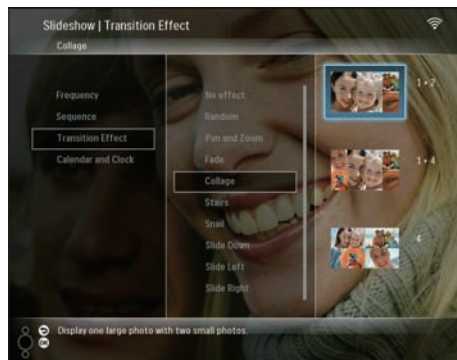 Slideshow | Transition Effect
Collage
Frequency
Sequence
Transition Effect
Calendar and Clock
No effect
Random
Pan and Zoom
Fade
Collage
Stairs
Snail
Slide Down
Slide Left
Slide Right
1 + 2
1 + 4
4
OK
Display one large photo with two small photos.